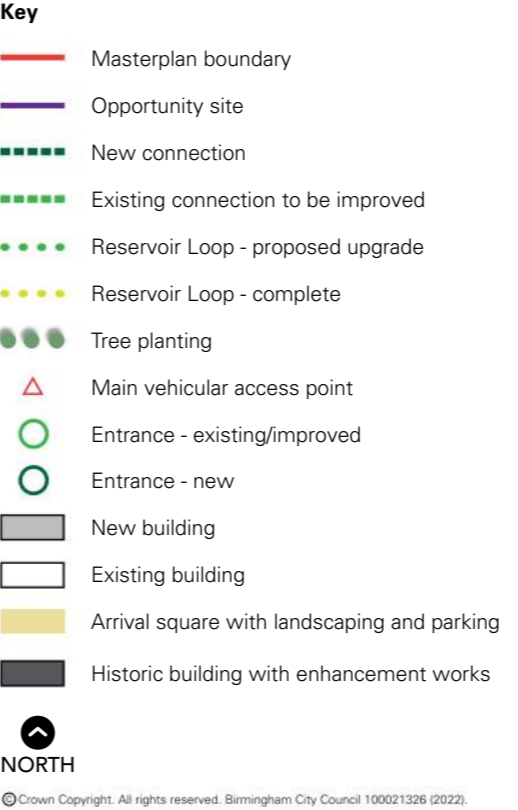 Key
Masterplan boundary
Opportunity site
New connection
Existing connection to be improved
Reservoir Loop - proposed upgrade
Reservoir Loop - complete
Tree planting
Main vehicular access point
Entrance - existing/improved
Entrance - new
New building
Existing building
Arrival square with landscaping and parking
Historic building with enhancement works
NORTH
© Crown Copyright. All rights reserved. Birmingham City Council 100021326 (2022).